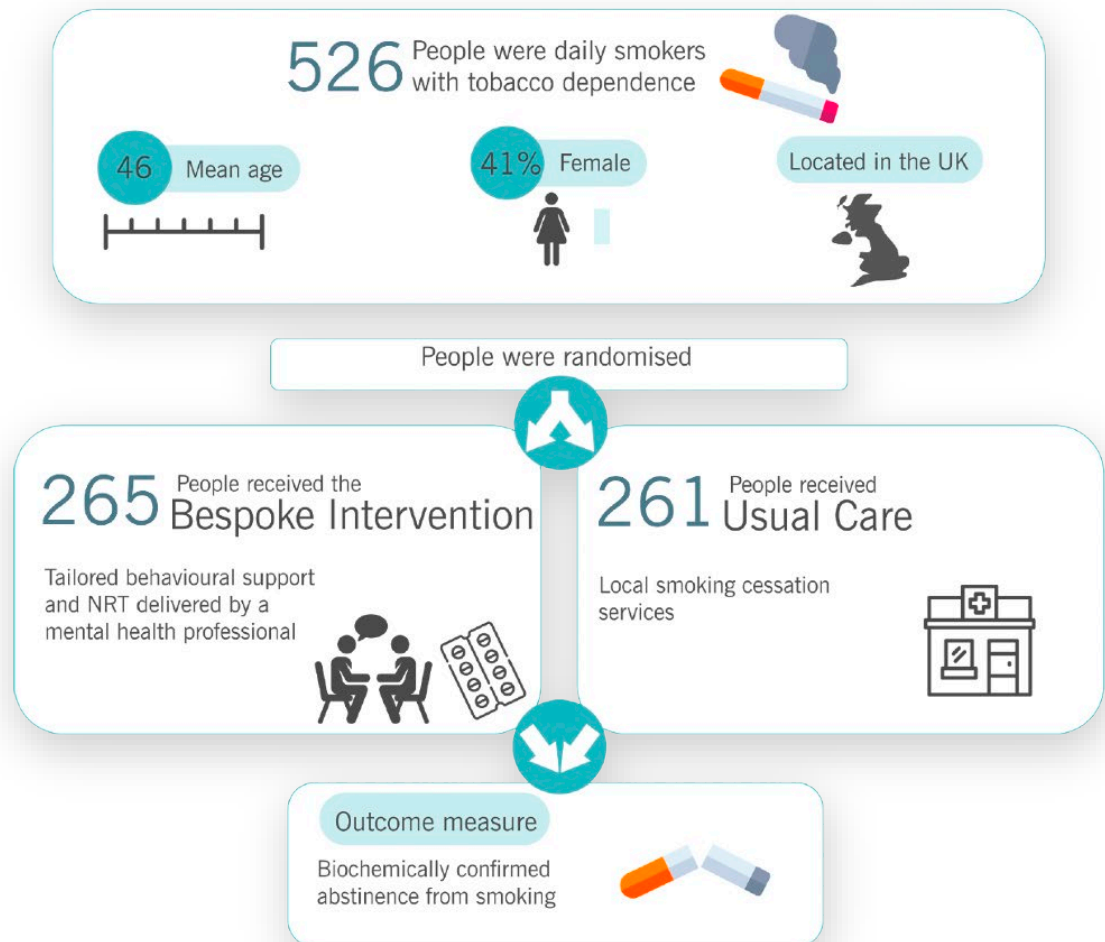 526 People were daily smokers
with tobacco dependence
46 Mean age
41% Female
Located in the UK
People were randomised
265 People received the
Bespoke Intervention
Tailored behavioural support
and NRT delivered by a
mental health professional
261 People received
Usual Care
Local smoking cessation
services
Outcome measure
Biochemically confirmed
abstinence from smoking